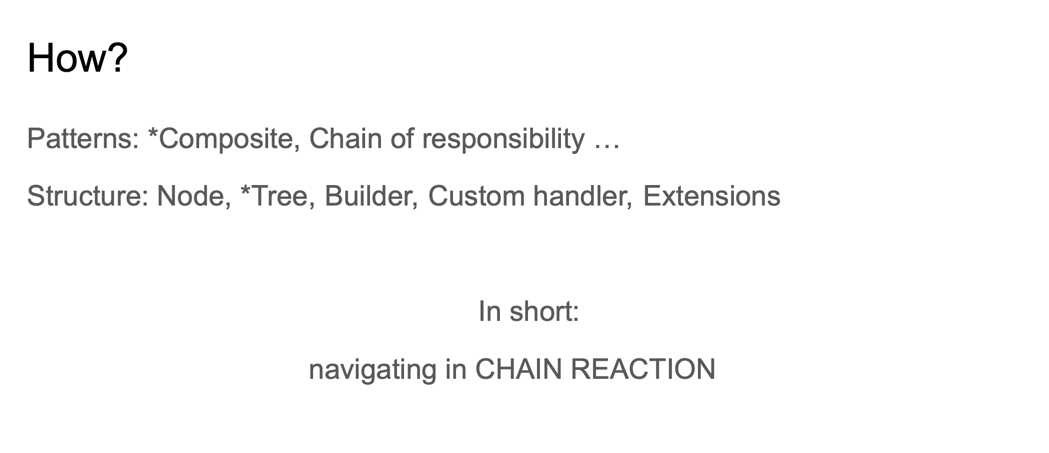 How?
Patterns: *Composite, Chain of responsibility …
Structure: Node, *Tree, Builder, Custom handler, Extensions
In short:
navigating in CHAIN REACTION